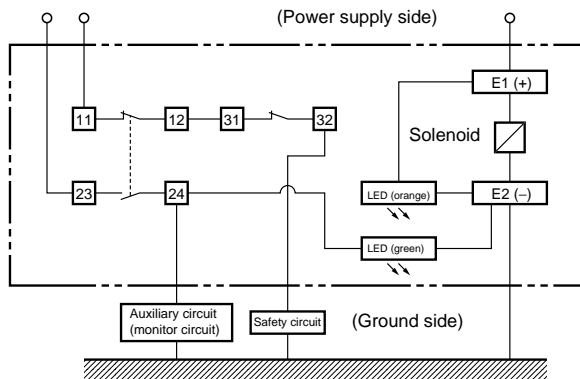 (Power supply side)
E1 (+)
11
12
31
32
Solenoid
23
24
LED (orange)
E2 (−)
LED (green)
Auxiliary circuit
(monitor circuit)
Safety circuit
(Ground side)